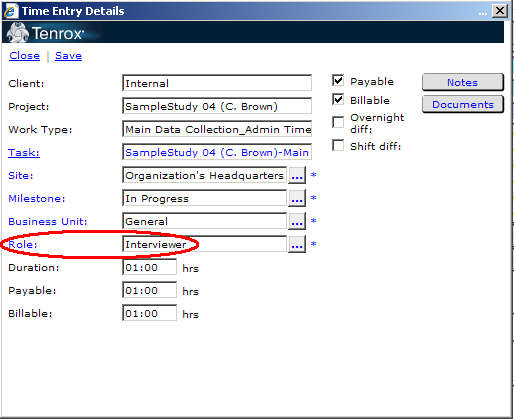 Time Entry Details
Tenrox
Close | Save
Client: Internal
Project: SampleStudy 04 (C. Brown)
Work Type: Main Data Collection_Admin Time
Task: SampleStudy 04 (C. Brown)-Main
Site: Organization's Headquarters ... *
Milestone: In Progress ... *
Business Unit: General ... *
Role: Interviewer ... *
Duration: 01:00 hrs
Payable: 01:00 hrs
Billable: 01:00 hrs
Payable
Billable
Overnight
diff:
Shift diff:
Notes
Documents